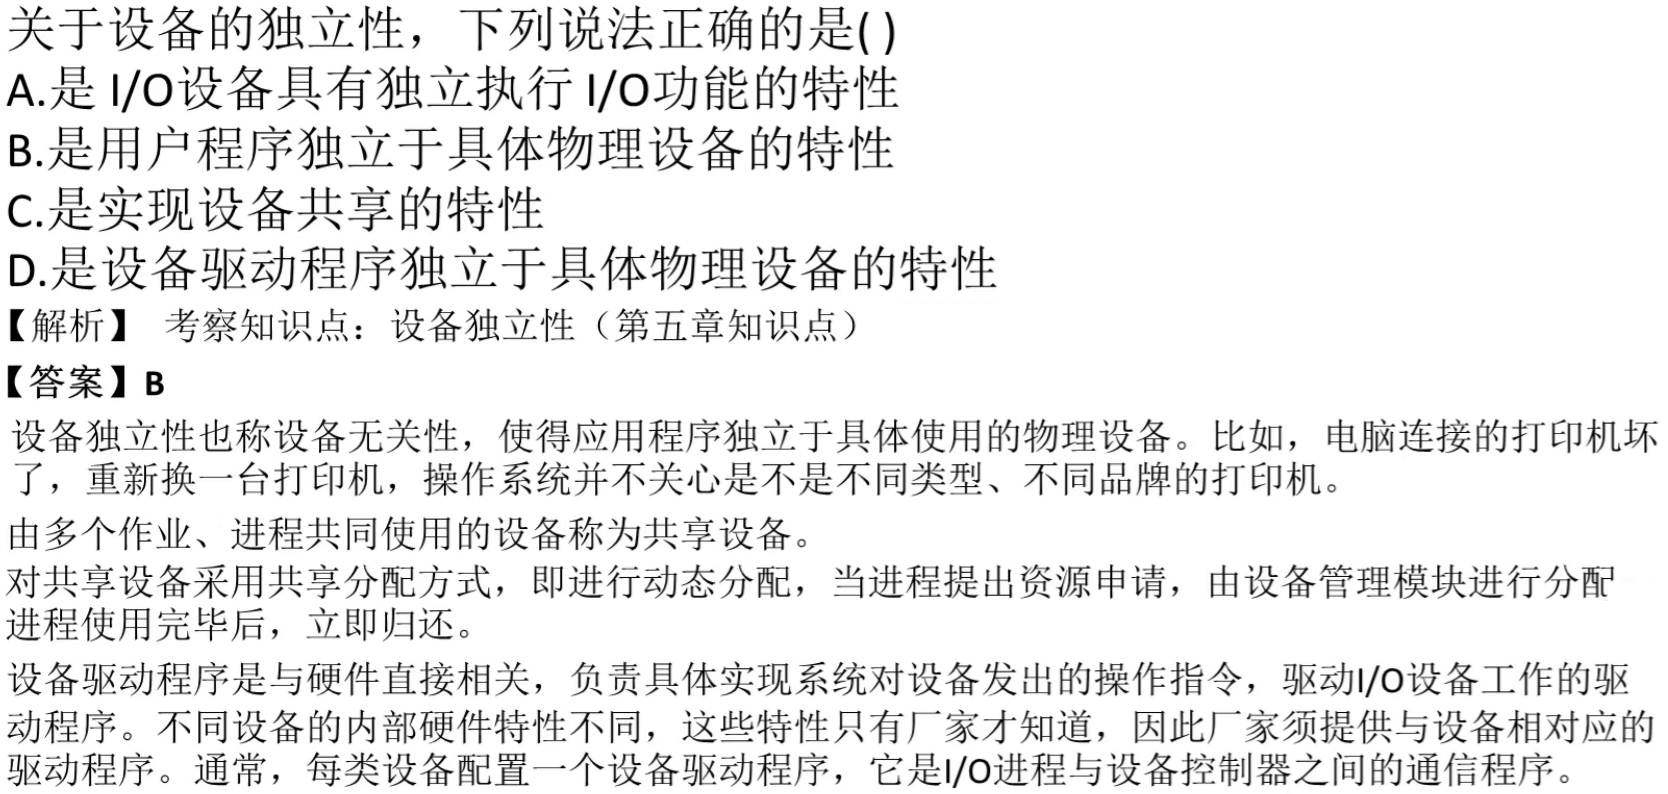 关于设备的独立性，下列说法正确的是( )
A.是 I/O设备具有独立执行 I/O功能的特性
B.是用户程序独立于具体物理设备的特性
C.是实现设备共享的特性
D.是设备驱动程序独立于具体物理设备的特性
【解析】 考察知识点：设备独立性（第五章知识点）
【答案】B
设备独立性也称设备无关性，使得应用程序独立于具体使用的物理设备。比如，电脑连接的打印机坏
了，重新换一台打印机，操作系统并不关心是不是不同类型、不同品牌的打印机。
由多个作业、进程共同使用的设备称为共享设备。
对共享设备采用共享分配方式，即进行动态分配，当进程提出资源申请，由设备管理模块进行分配
进程使用完毕后，立即归还。
设备驱动程序是与硬件直接相关，负责具体实现系统对设备发出的操作指令，驱动I/O设备工作的驱
动程序。不同设备的内部硬件特性不同，这些特性只有厂家才知道，因此厂家须提供与设备相对应的
驱动程序。通常，每类设备配置一个设备驱动程序，它是I/O进程与设备控制器之间的通信程序。